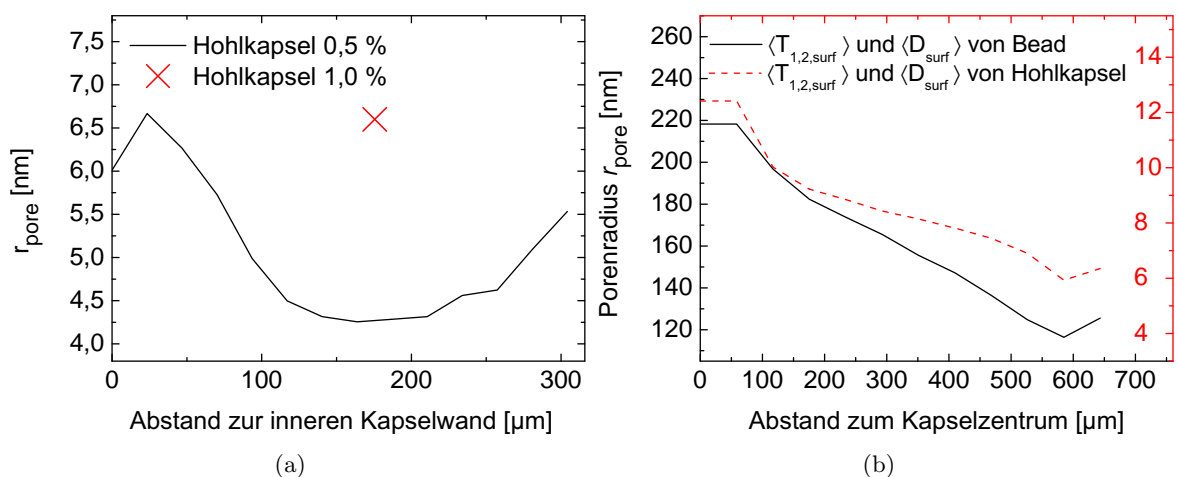 7,5
7,0
6,5
6,0
5,5
5,0
4,5
4,0
r_pore [nm]
Hohlkapsel 0,5 %
Hohlkapsel 1,0 %
0 100 200 300
Abstand zur inneren Kapselwand [µm]
(a)
260
240
220
200
180
160
140
120
Porenradius r_pore [nm]
⟨T_1,2,surf⟩ und ⟨D_surf⟩ von Bead
⟨T_1,2,surf⟩ und ⟨D_surf⟩ von Hohlkapsel
14
12
10
8
6
4
0 100 200 300 400 500 600 700
Abstand zum Kapselzentrum [µm]
(b)